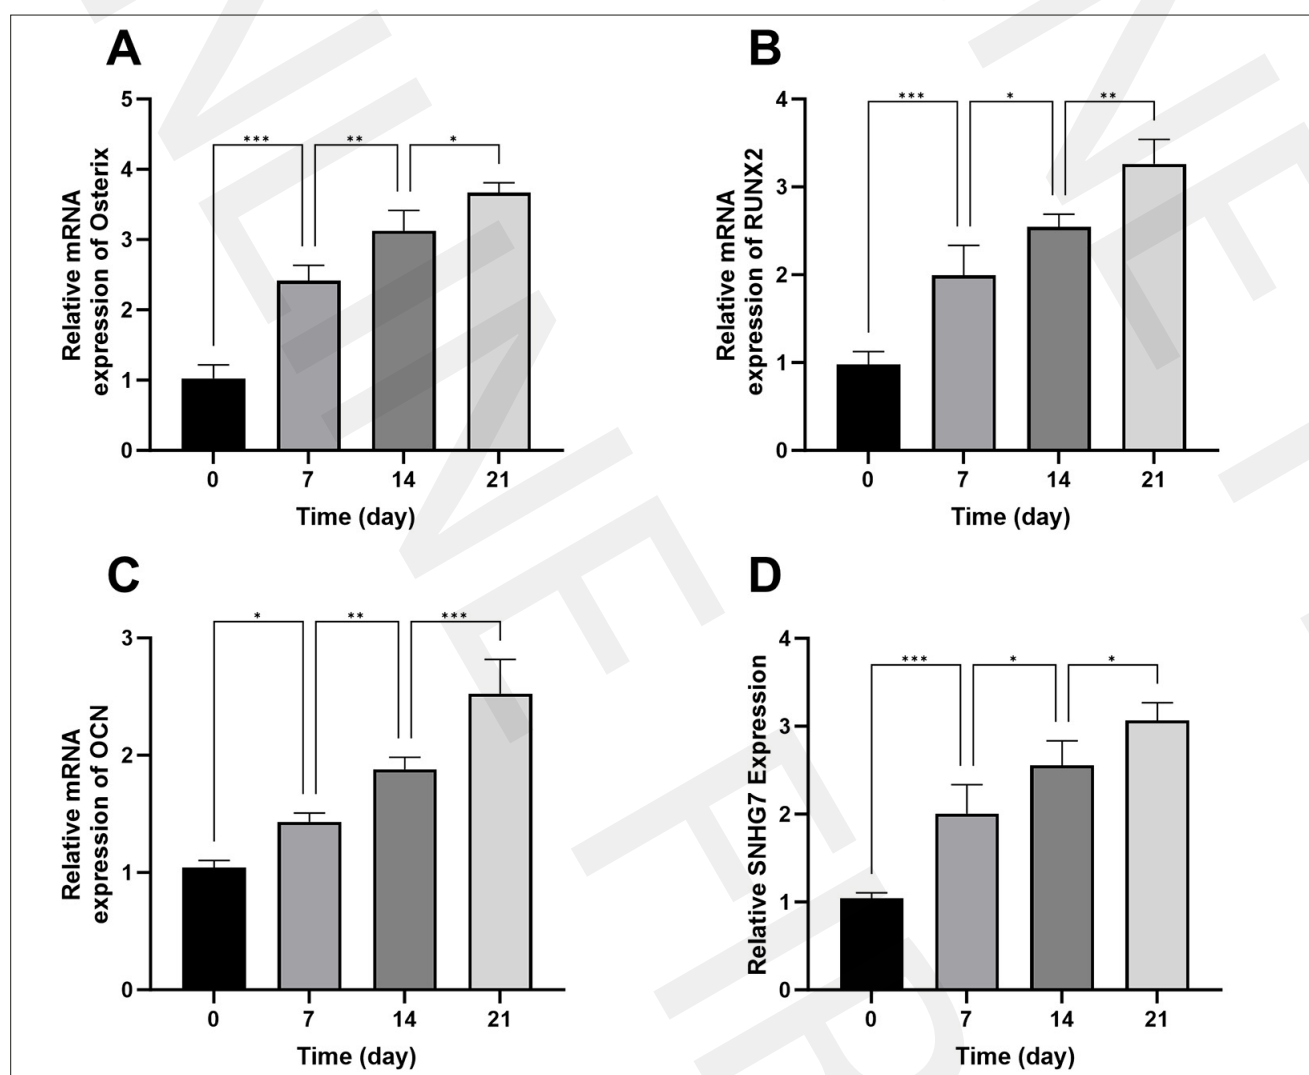 A
Relative mRNA
expression of Osterix
5
4
3
2
1
0
***
**
*
0 7 14 21
Time (day)
B
Relative mRNA
expression of RUNX2
4
3
2
1
0
***
*
**
0 7 14 21
Time (day)
C
Relative mRNA
expression of OCN
3
2
1
0
*
**
***
0 7 14 21
Time (day)
D
Relative SNHG7 Expression
4
3
2
1
0
***
*
*
0 7 14 21
Time (day)